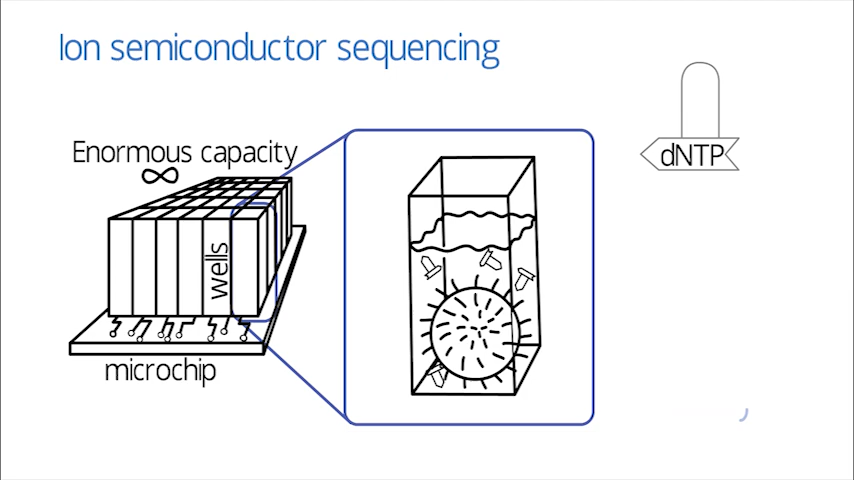 Ion semiconductor sequencing
Enormous capacity
∞
wells
microchip
dNTP